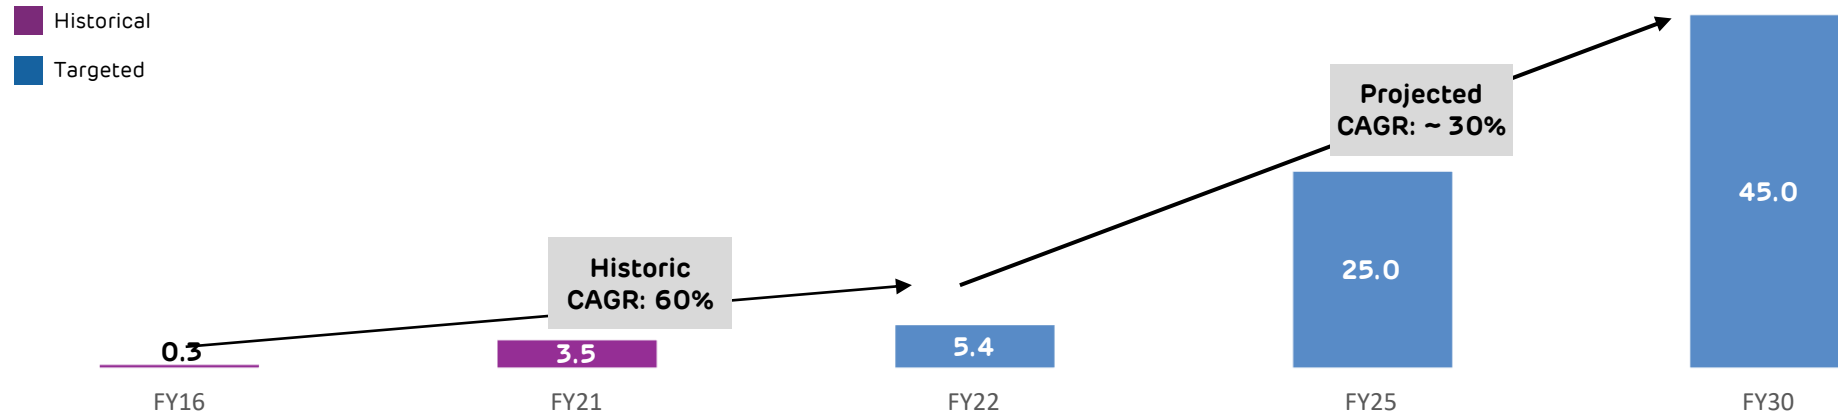 Historical
Targeted
Projected
CAGR: ~ 30%
Historic
CAGR: 60%
0.3
3.5
5.4
25.0
45.0
FY16
FY21
FY22
FY25
FY30